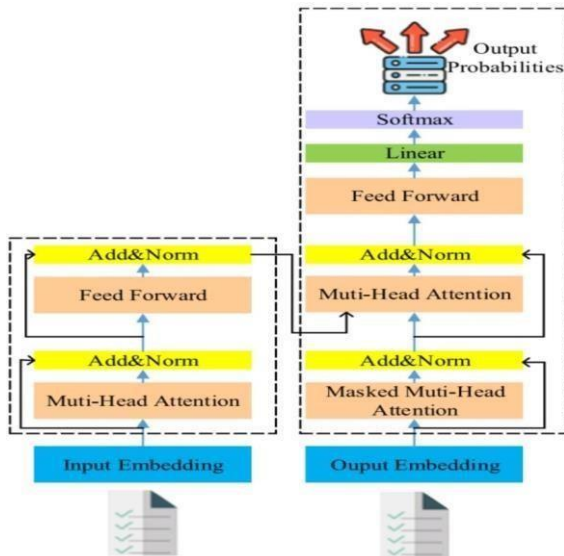 Output
Probabilities
Softmax
Linear
Feed Forward
Add&Norm
Muti-Head Attention
Add&Norm
Masked Muti-Head
Attention
Ouput Embedding
Add&Norm
Feed Forward
Add&Norm
Muti-Head Attention
Input Embedding